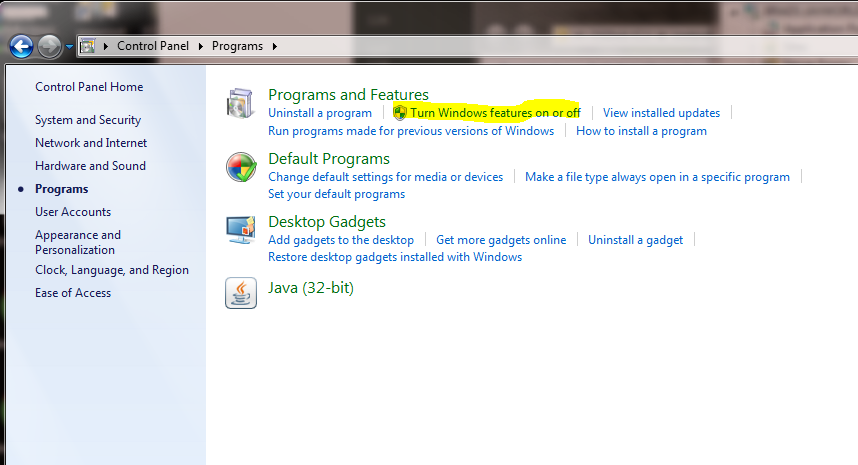 Control Panel Programs
Control Panel Home
System and Security
Network and Internet
Hardware and Sound
Programs
User Accounts
Appearance and
Personalization
Clock, Language, and Region
Ease of Access
Programs and Features
Uninstall a program Turn Windows features on or off View installed updates
Run programs made for previous versions of Windows How to install a program
Default Programs
Change default settings for media or devices Make a file type always open in a specific program
Set your default programs
Desktop Gadgets
Add gadgets to the desktop Get more gadgets online Uninstall a gadget
Restore desktop gadgets installed with Windows
Java (32-bit)